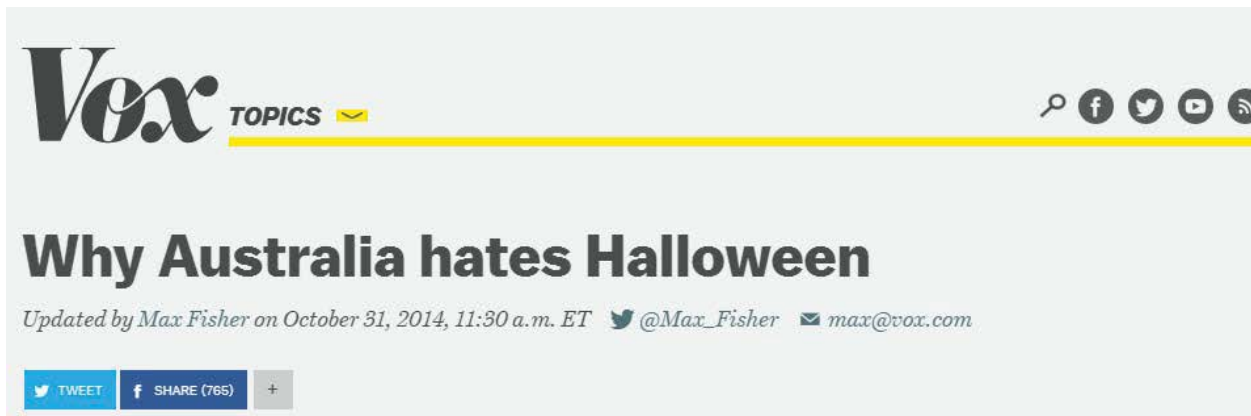 Vox TOPICS
Why Australia hates Halloween
Updated by Max Fisher on October 31, 2014, 11:30 a.m. ET @Max_Fisher max@vox.com
TWEET SHARE (765) +